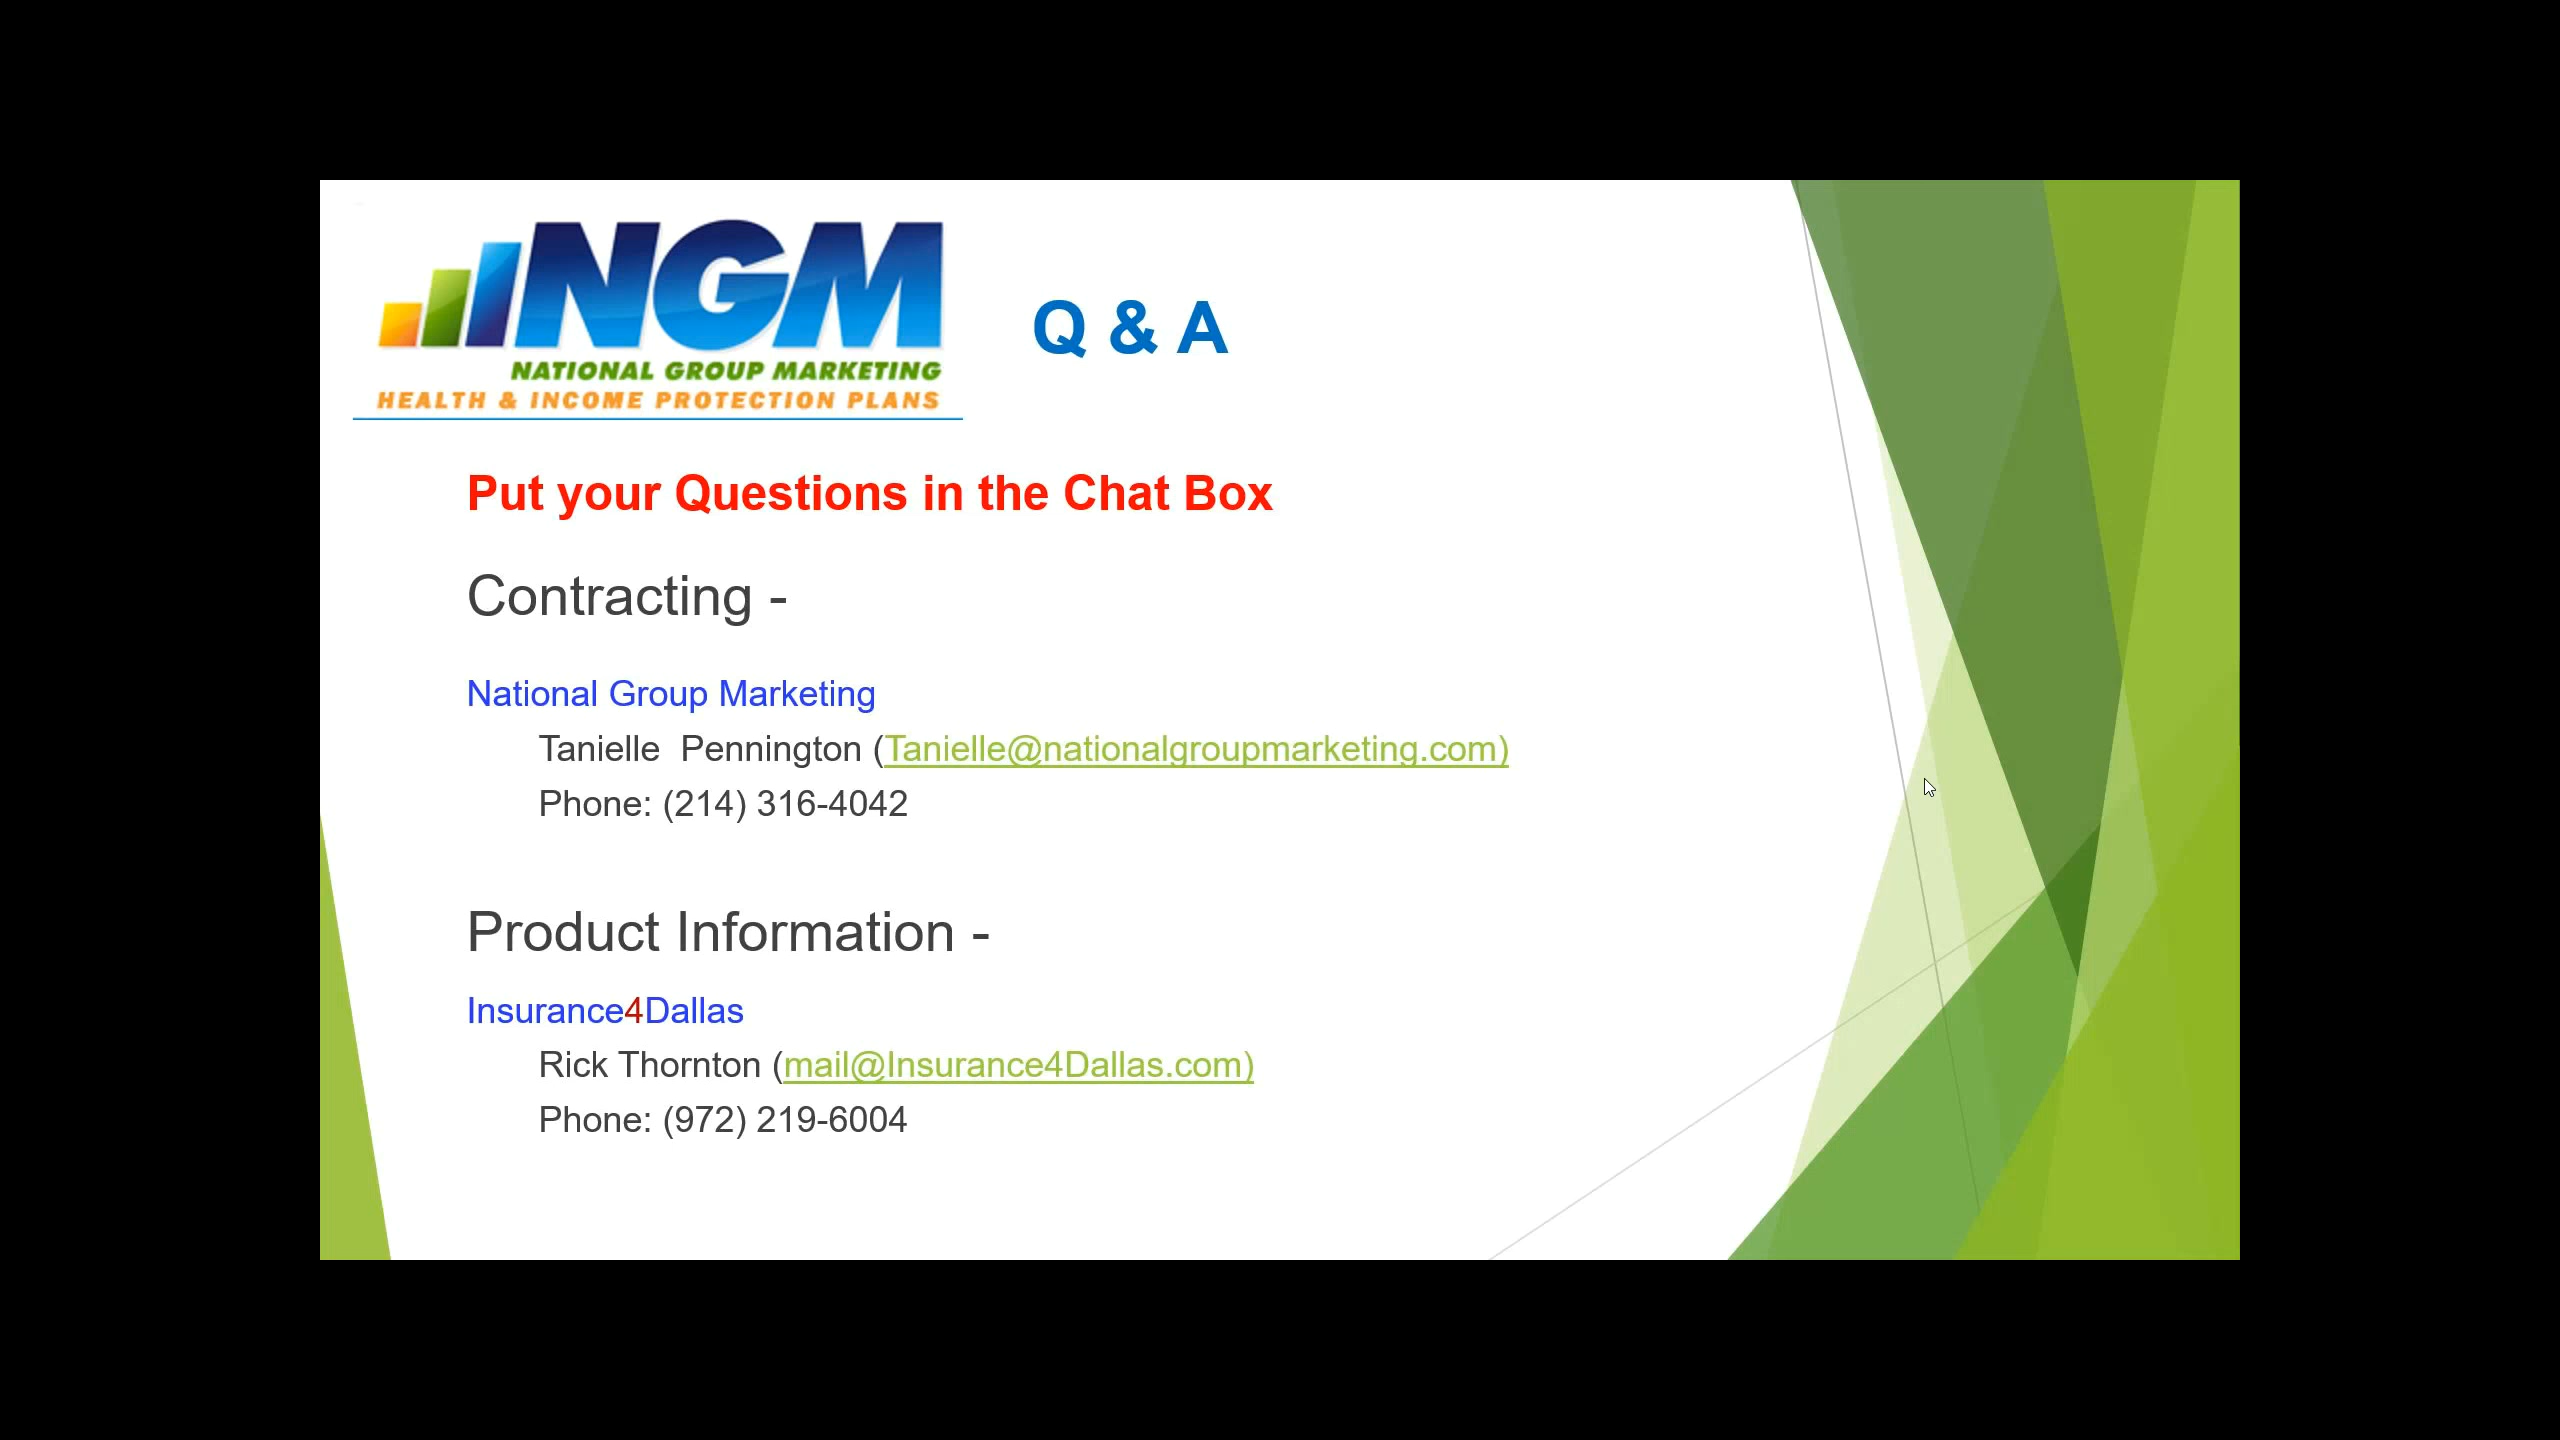 NGM
NATIONAL GROUP MARKETING
HEALTH & INCOME PROTECTION PLANS
Q & A
Put your Questions in the Chat Box
Contracting -
National Group Marketing
Tanielle  Pennington (Tanielle@nationalgroupmarketing.com)
Phone: (214) 316-4042
Product Information -
Insurance4Dallas
Rick Thornton (mail@Insurance4Dallas.com)
Phone: (972) 219-6004